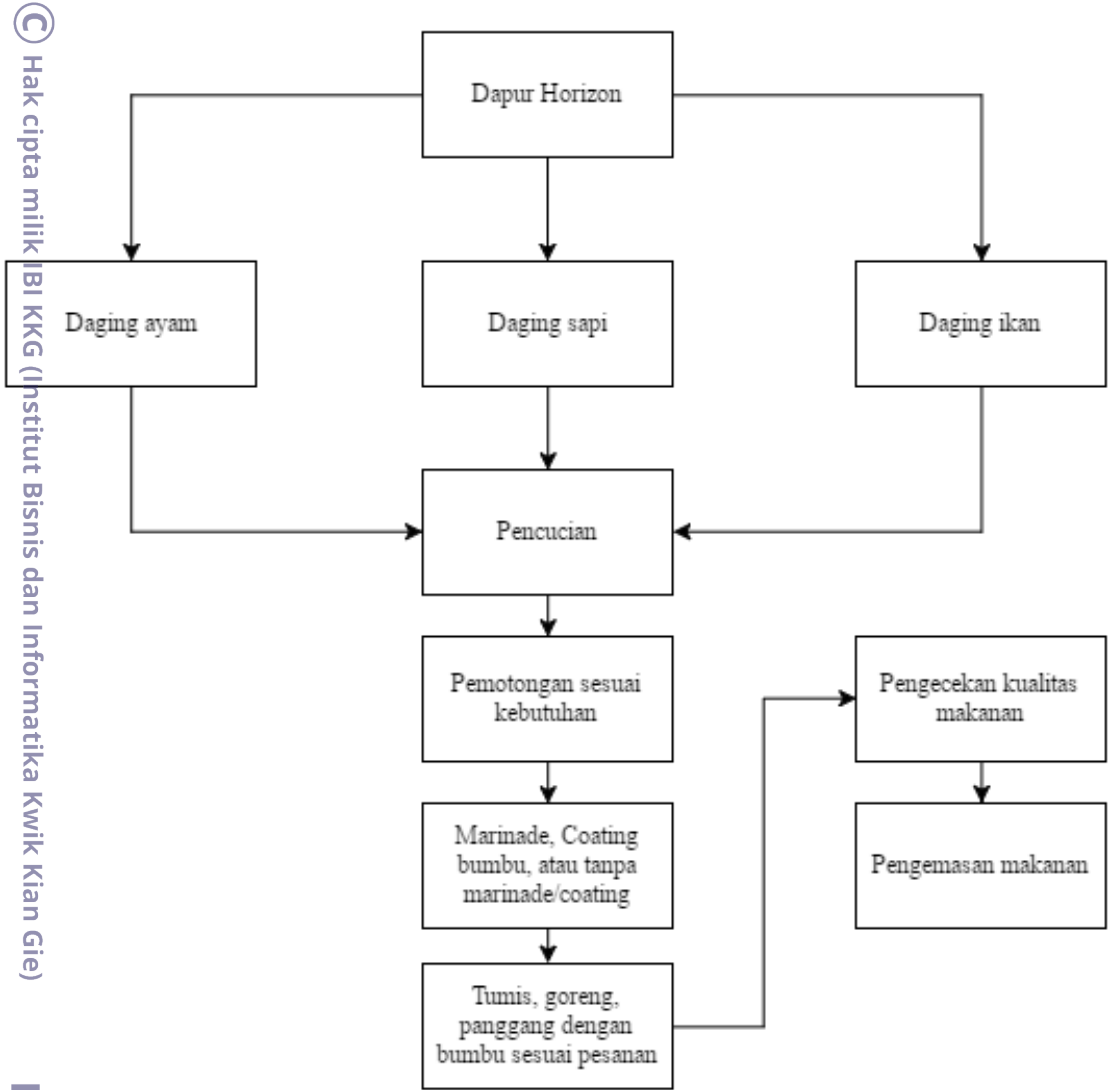 © Hak cipta milik IBI KKG (Institut Bisnis dan Informatika Kwik Kian Gie)
Dapur Horizon
Daging ayam
Daging sapi
Daging ikan
Pencucian
Pemotongan sesuai
kebutuhan
Marinade, Coating
bumbu, atau tanpa
marinade/coating
Tumis, goreng,
panggang dengan
bumbu sesuai pesanan
Pengecekan kualitas
makanan
Pengemasan makanan